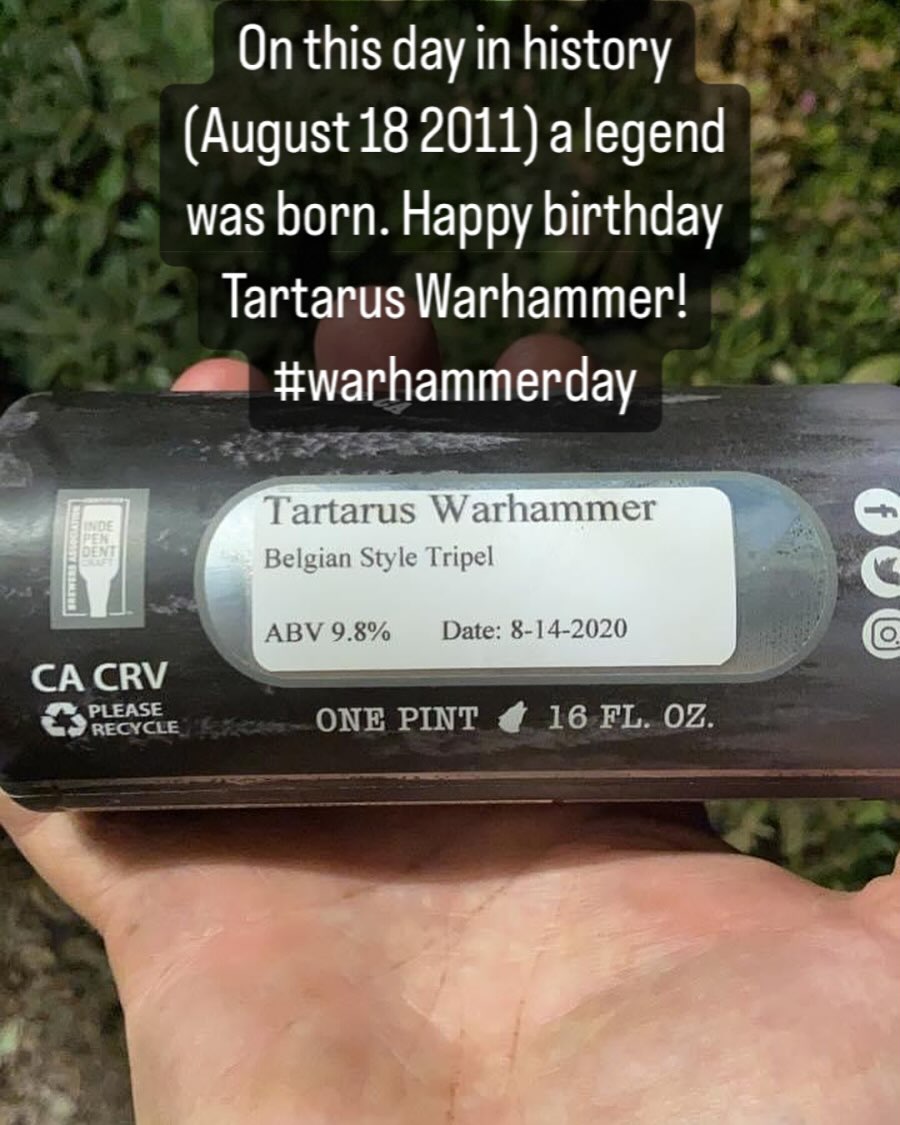 On this day in history
(August 18 2011) a legend
was born. Happy birthday
Tartarus Warhammer!
#warhammerday
Tartarus Warhammer
Belgian Style Tripel
ABV 9.8% Date: 8-14-2020
BREWERS ASSOCIATION
INDE
PEN
DENT
CRAFT
CA CRV
PLEASE
RECYCLE
ONE PINT 16 FL. OZ.